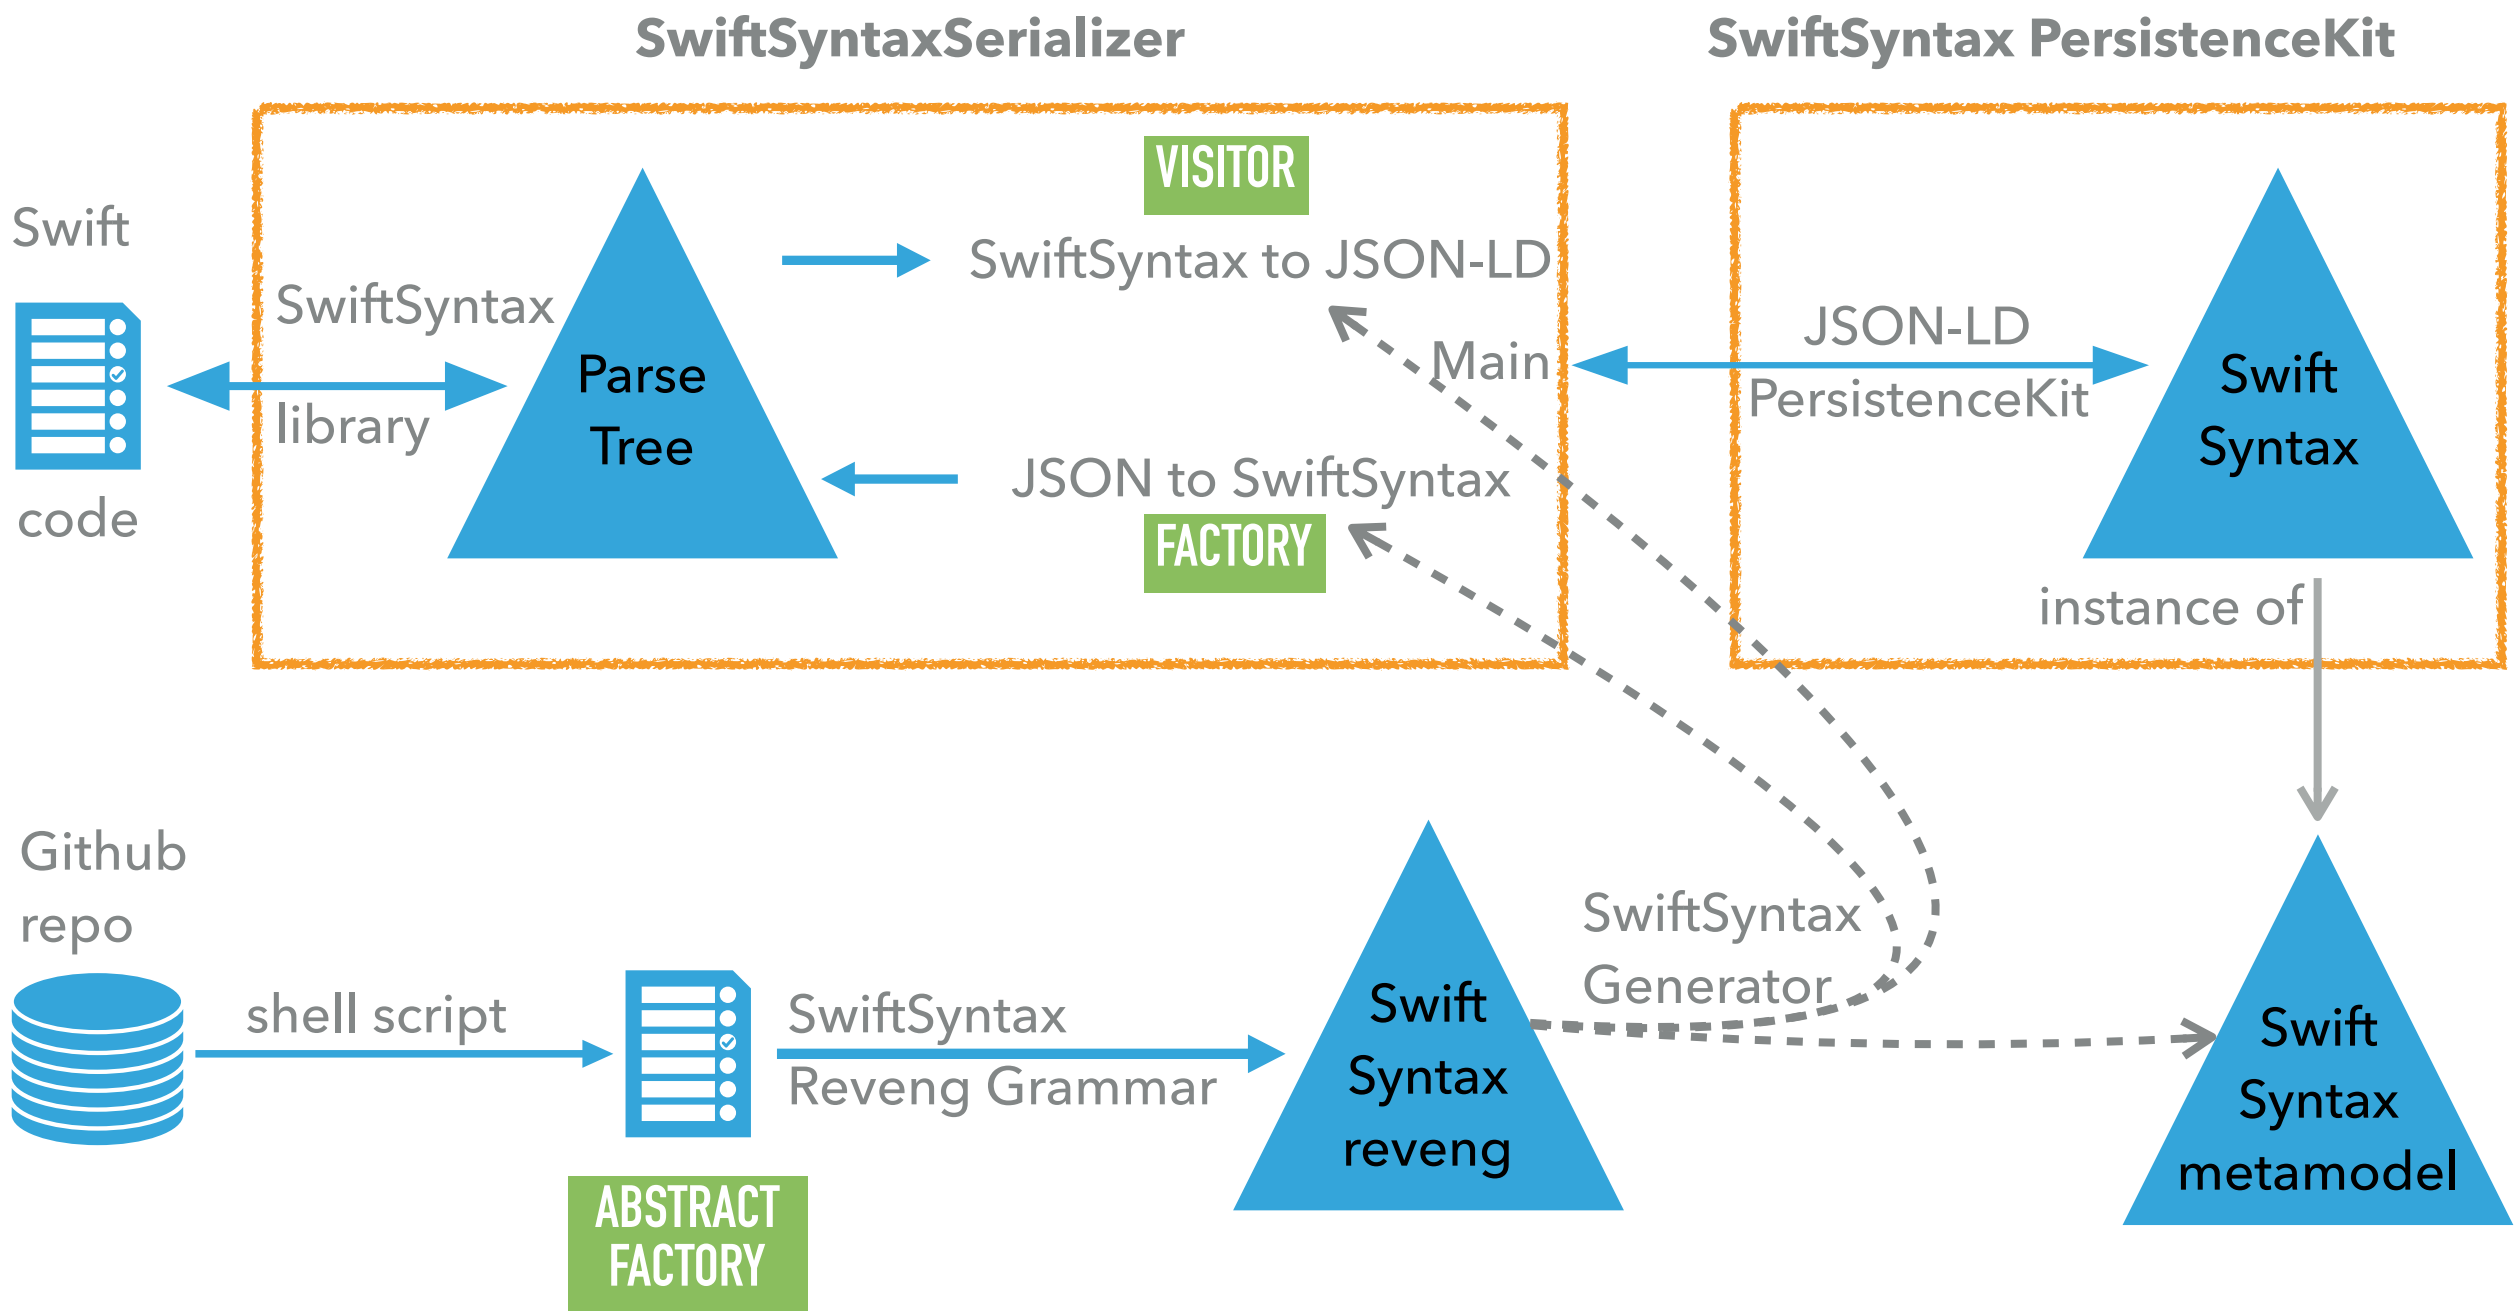 SwiftSyntaxSerializer
SwiftSyntax PersistenceKit
VISITOR
Swift
code
SwiftSyntax
library
Parse
Tree
SwiftSyntax to JSON-LD
Main
JSON to SwiftSyntax
FACTORY
JSON-LD
PersistenceKit
Swift
Syntax
instance of
Github
repo
shell script
ABSTRACT
FACTORY
SwiftSyntax
Reveng Grammar
Swift
Syntax
reveng
SwiftSyntax
Generator
Swift
Syntax
metamodel